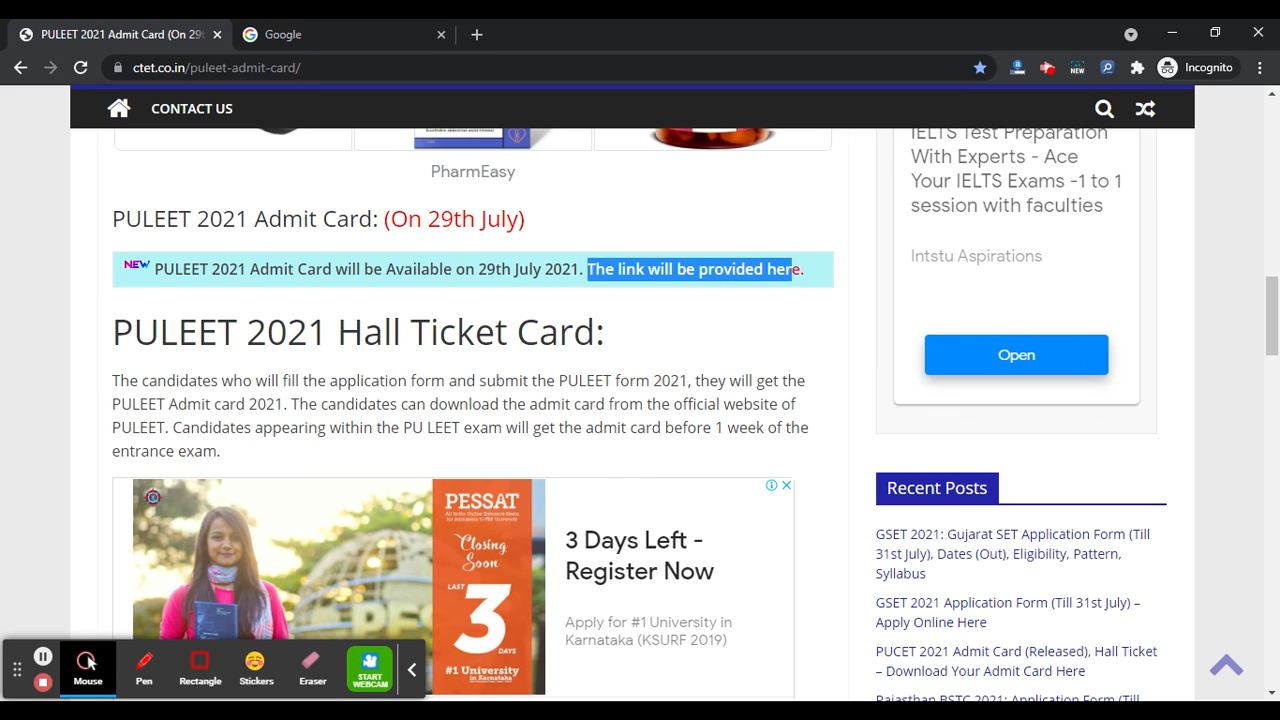 PULEET 2021 Admit Card (On 29t
Google
ctet.co.in/puleet-admit-card/
NEW
Incognito
CONTACT US
PharmEasy
PULEET 2021 Admit Card: (On 29th July)
NEW PULEET 2021 Admit Card will be Available on 29th July 2021. The link will be provided here.
PULEET 2021 Hall Ticket Card:
The candidates who will fill the application form and submit the PULEET form 2021, they will get the
PULEET Admit card 2021. The candidates can download the admit card from the official website of
PULEET. Candidates appearing within the PU LEET exam will get the admit card before 1 week of the
entrance exam.
PESSAT
Closing
Soon
LAST
3
DAYS
#1 University
in Karnataka
3 Days Left -
Register Now
Apply for #1 University in
Karnataka (KSURF 2019)
IELTS Test Preparation
With Experts - Ace
Your IELTS Exams -1 to 1
session with faculties
Intstu Aspirations
Open
Recent Posts
GSET 2021: Gujarat SET Application Form (Till
31st July), Dates (Out), Eligibility, Pattern,
Syllabus
GSET 2021 Application Form (Till 31st July) –
Apply Online Here
PUCET 2021 Admit Card (Released), Hall Ticket
– Download Your Admit Card Here
Rajasthan BSTC 2021: Application Form (Till
Mouse
Pen
Rectangle
Stickers
Eraser
START
WEBCAM